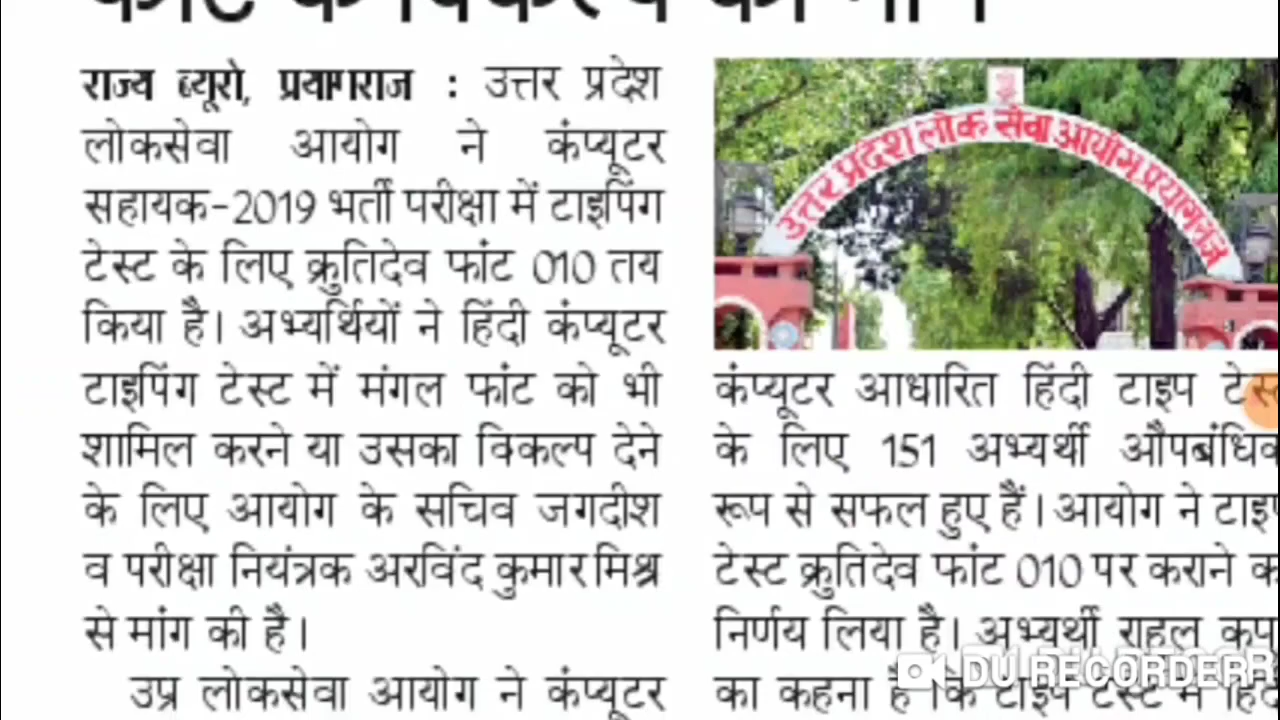 राज्य ब्यूरो, प्रयागराज : उत्तर प्रदेश
लोकसेवा आयोग ने कंप्यूटर
सहायक-2019 भर्ती परीक्षा में टाइपिंग
टेस्ट के लिए क्रुतिदेव फांट 010 तय
किया है। अभ्यर्थियों ने हिंदी कंप्यूटर
टाइपिंग टेस्ट में मंगल फांट को भी
शामिल करने या उसका विकल्प देने
के लिए आयोग के सचिव जगदीश
व परीक्षा नियंत्रक अरविंद कुमार मिश्र
से मांग की है।
उप्र लोकसेवा आयोग ने कंप्यूटर
उत्तर प्रदेश लोक सेवा आयोग, प्रयागराज
कंप्यूटर आधारित हिंदी टाइप
के लिए 151 अभ्यर्थी
रूप से सफल हुए हैं। आयोग ने
टेस्ट क्रुतिदेव फांट 010 पर कराने
निर्णय लिया है। अभ्यर्थी राहुल
का कहना है कि टाइप टेस्ट में
DU RECORDER